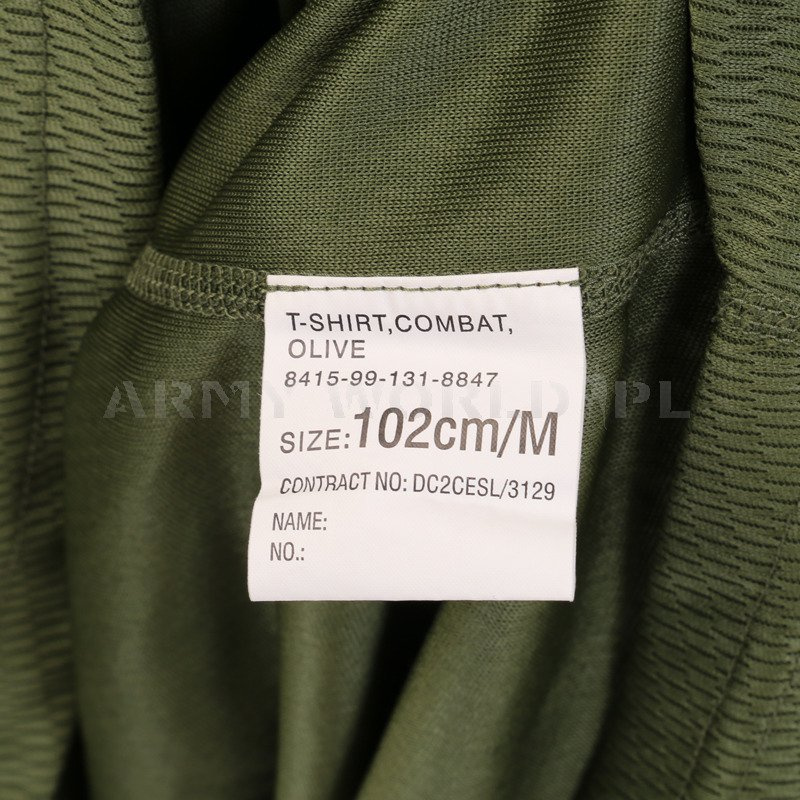 T-SHIRT,COMBAT,
OLIVE
8415-99-131-8847
ARMY WORLD.PL
SIZE: 102cm/M
CONTRACT NO: DC2CESL/3129
NAME:
NO.: